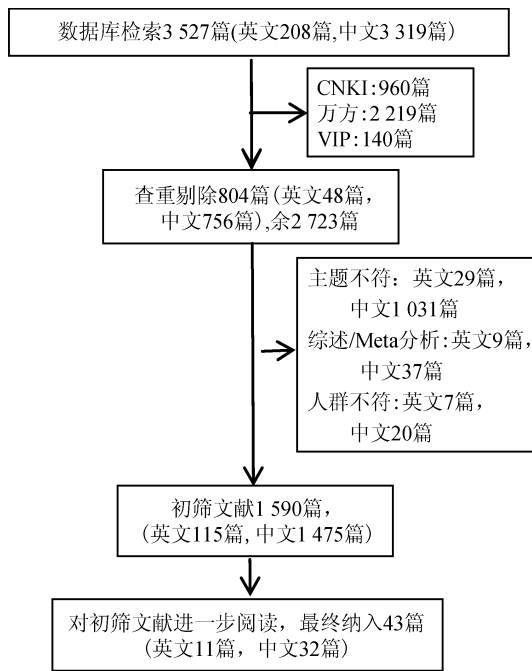 数据库检索3 527篇(英文208篇,中文3 319篇)
CNKI:960篇
万方:2 219篇
VIP:140篇
查重剔除804篇(英文48篇，
中文756篇),余2 723篇
主题不符：英文29篇，
中文1 031篇
综述/Meta分析:英文9篇，
中文37篇
人群不符:英文7篇，
中文20篇
初筛文献1 590篇，
(英文115篇,中文1 475篇)
对初筛文献进一步阅读，最终纳入43篇
(英文11篇，中文32篇)